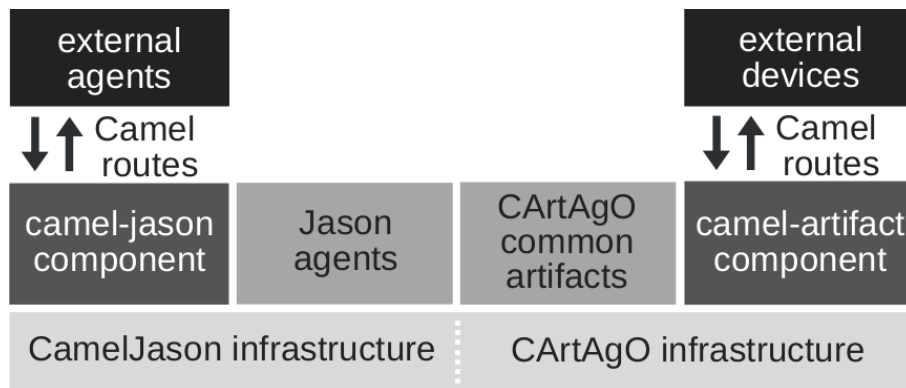 external
agents
external
devices
Camel
routes
Camel
routes
camel-jason
component
Jason
agents
CArtAgO
common
artifacts
camel-artifact
component
CamelJason infrastructure
CArtAgO infrastructure